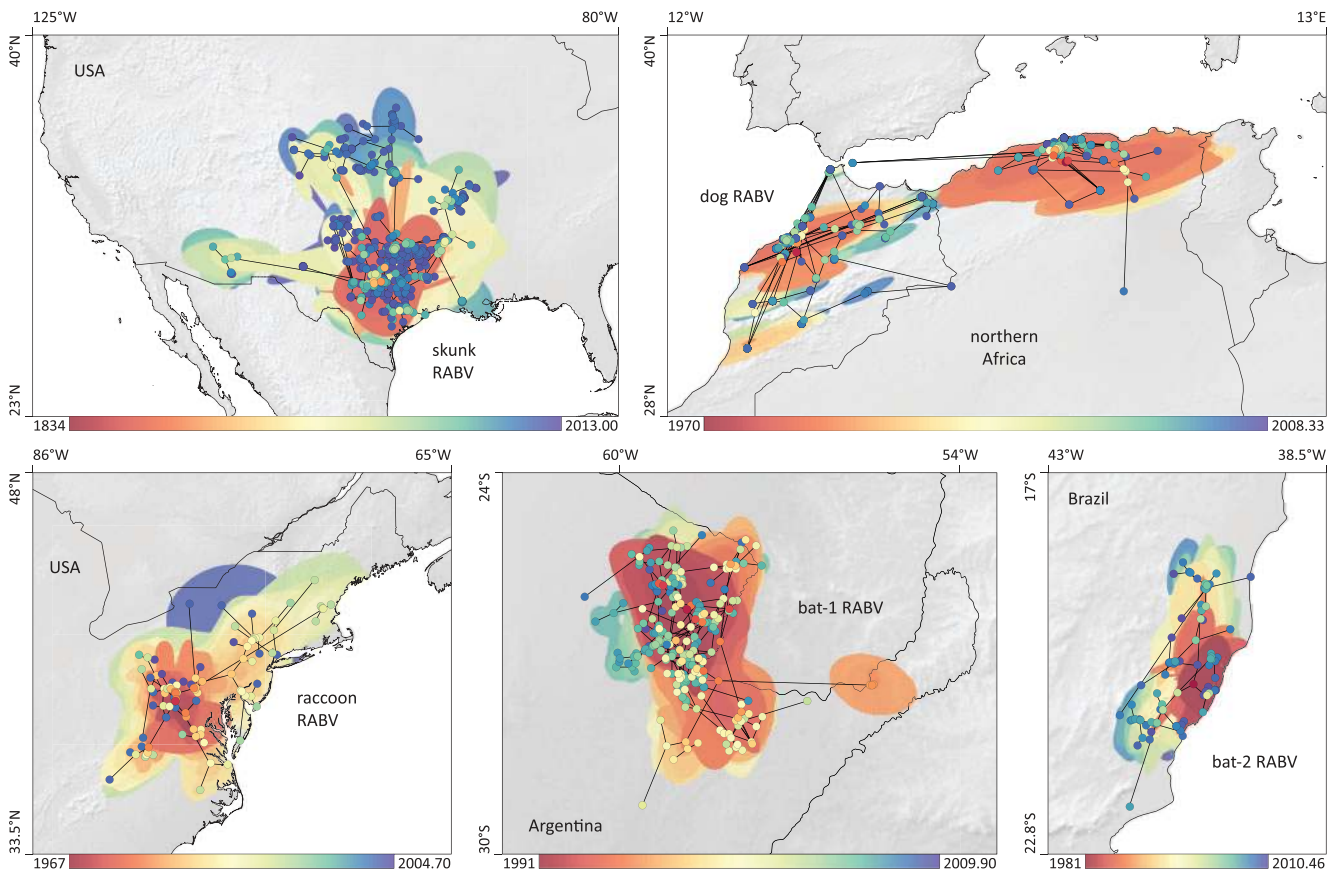 125°W
80°W
40°N
USA
skunk
RABV
23°N
1834
2013.00
12°W
13°E
40°N
dog RABV
northern
Africa
28°N
1970
2008.33
86°W
65°W
48°N
USA
raccoon
RABV
33.5°N
1967
2004.70
60°W
54°W
24°S
bat-1 RABV
Argentina
30°S
1991
2009.90
43°W
38.5°W
17°S
Brazil
bat-2 RABV
22.8°S
1981
2010.46